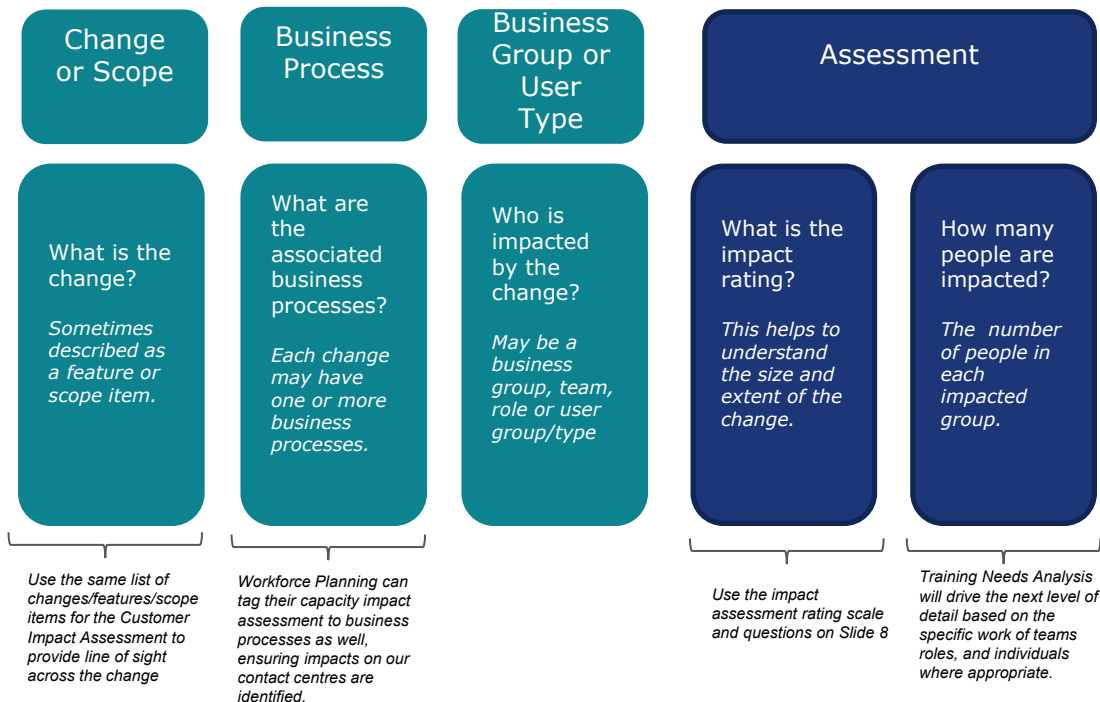 Change
or Scope
Business
Process
Business
Group or
User
Type
Assessment
What is the
change?
Sometimes
described as
a feature or
scope item.
What are
the
associated
business
processes?
Each change
may have
one or more
business
processes.
Who is
impacted
by the
change?
May be a
business
group, team,
role or user
group/type
What is the
impact
rating?
This helps to
understand
the size and
extent of the
change.
How many
people are
impacted?
The number
of people in
each
impacted
group.
Use the same list of
changes/features/scope
items for the Customer
Impact Assessment to
provide line of sight
across the change
Workforce Planning can
tag their capacity impact
assessment to business
processes as well,
ensuring impacts on our
contact centres are
identified.
Use the impact
assessment rating scale
and questions on Slide 8
Training Needs Analysis
will drive the next level of
detail based on the
specific work of teams
roles, and individuals
where appropriate.